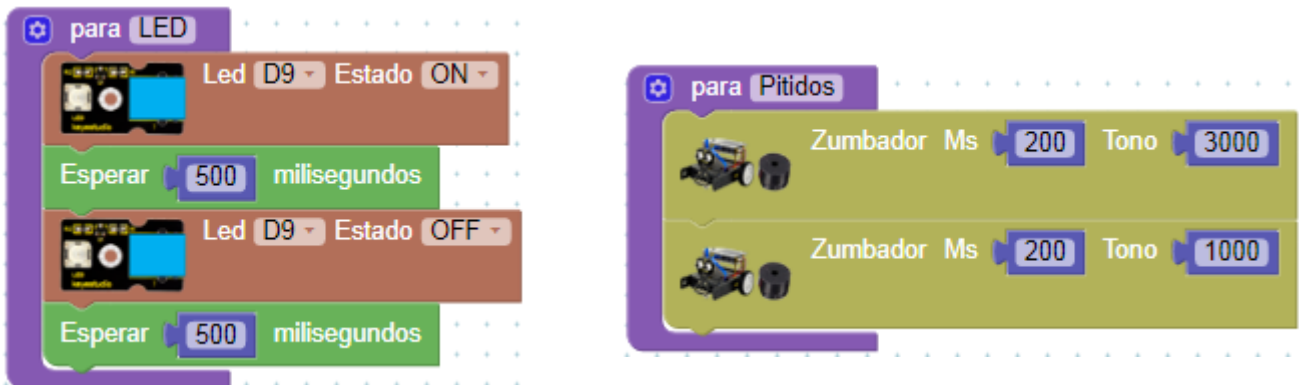 para LED
Led D9 Estado ON
Esperar 500 milisegundos
Led D9 Estado OFF
Esperar 500 milisegundos
para Pitidos
Zumbador Ms 200 Tono 3000
Zumbador Ms 200 Tono 1000